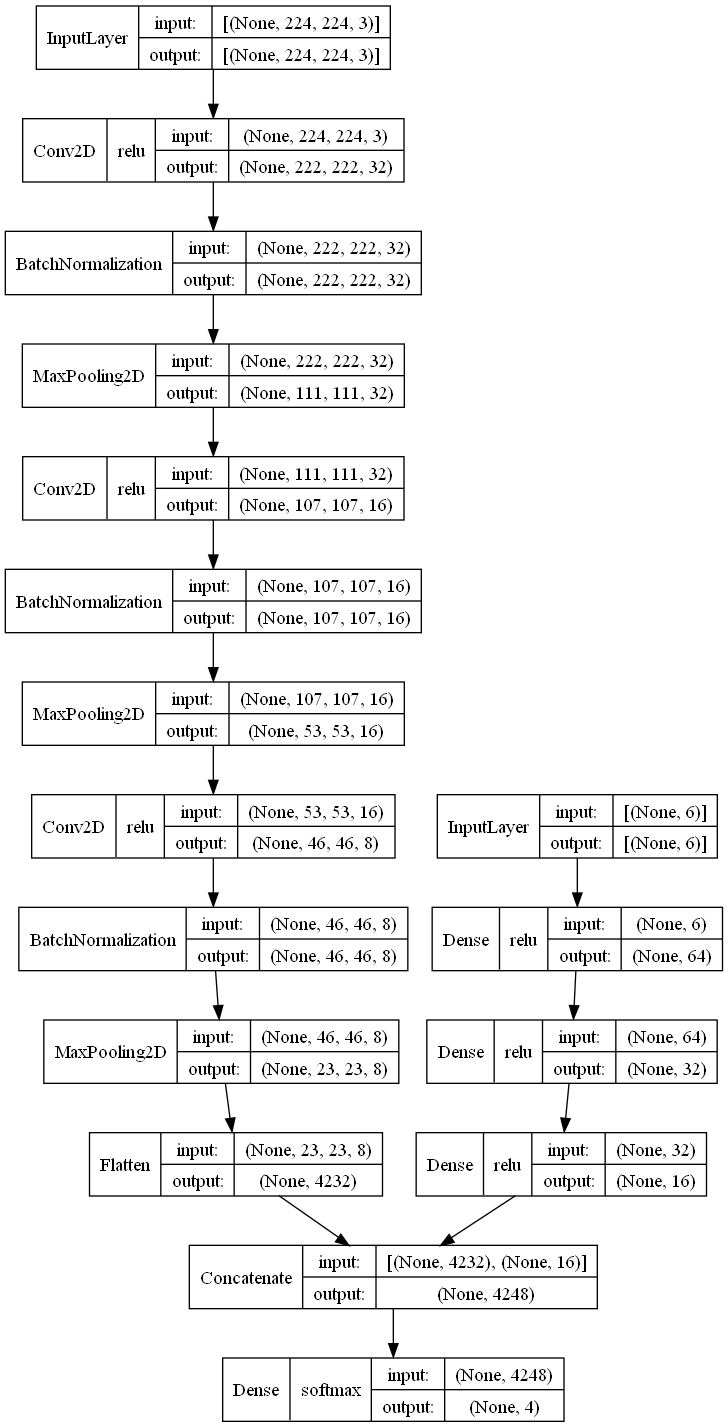 InputLayer input: [(None, 224, 224, 3)]
output: [(None, 224, 224, 3)]
Conv2D relu input: (None, 224, 224, 3)
output: (None, 222, 222, 32)
BatchNormalization input: (None, 222, 222, 32)
output: (None, 222, 222, 32)
MaxPooling2D input: (None, 222, 222, 32)
output: (None, 111, 111, 32)
Conv2D relu input: (None, 111, 111, 32)
output: (None, 107, 107, 16)
BatchNormalization input: (None, 107, 107, 16)
output: (None, 107, 107, 16)
MaxPooling2D input: (None, 107, 107, 16)
output: (None, 53, 53, 16)
Conv2D relu input: (None, 53, 53, 16)
output: (None, 46, 46, 8)
BatchNormalization input: (None, 46, 46, 8)
output: (None, 46, 46, 8)
MaxPooling2D input: (None, 46, 46, 8)
output: (None, 23, 23, 8)
Flatten input: (None, 23, 23, 8)
output: (None, 4232)
InputLayer input: [(None, 6)]
output: [(None, 6)]
Dense relu input: (None, 6)
output: (None, 64)
Dense relu input: (None, 64)
output: (None, 32)
Dense relu input: (None, 32)
output: (None, 16)
Concatenate input: [(None, 4232), (None, 16)]
output: (None, 4248)
Dense softmax input: (None, 4248)
output: (None, 4)